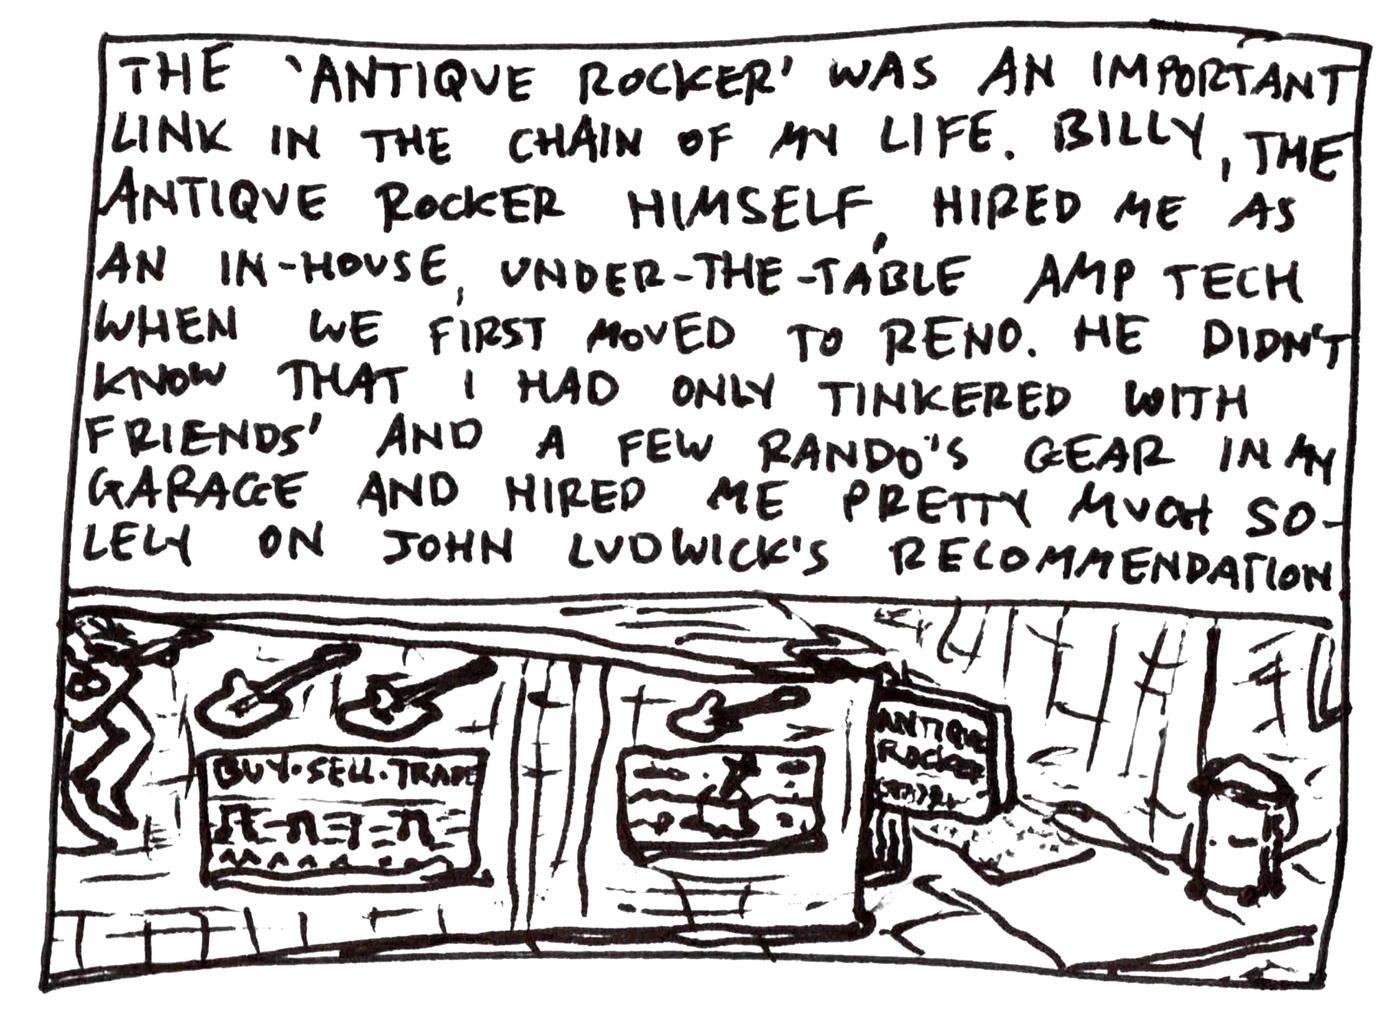 THE 'ANTIQUE ROCKER' WAS AN IMPORTANT
LINK IN THE CHAIN OF MY LIFE. BILLY, THE
ANTIQUE ROCKER HIMSELF, HIRED ME AS
AN IN-HOUSE, UNDER-THE-TABLE AMP TECH
WHEN WE FIRST MOVED TO RENO. HE DIDN'T
KNOW THAT I HAD ONLY TINKERED WITH
FRIENDS' AND A FEW RANDO'S GEAR IN MY
GARAGE AND HIRED ME PRETTY MUCH SO-
LELY ON JOHN LUDWICK'S RECOMMENDATION
BUY·SELL·TRADE
ANTIQUE
ROCKER